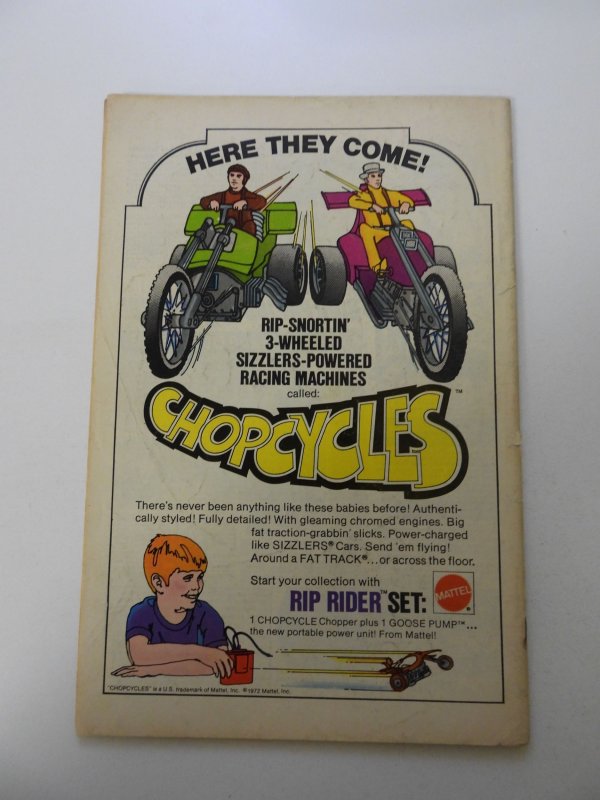 HERE THEY COME!
RIP-SNORTIN'
3-WHEELED
SIZZLERS-POWERED
RACING MACHINES
called:
CHOPCYCLES™
There's never been anything like these babies before! Authenti-
cally styled! Fully detailed! With gleaming chromed engines. Big
fat traction-grabbin' slicks. Power-charged
like SIZZLERS® Cars. Send 'em flying!
Around a FAT TRACK®...or across the floor.
Start your collection with
RIP RIDER™ SET:
MATTEL®
1 CHOPCYCLE Chopper plus 1 GOOSE PUMP™...
the new portable power unit! From Mattel!
"CHOPCYCLES" is a U.S. trademark of Mattel, Inc. ©1972 Mattel, Inc.